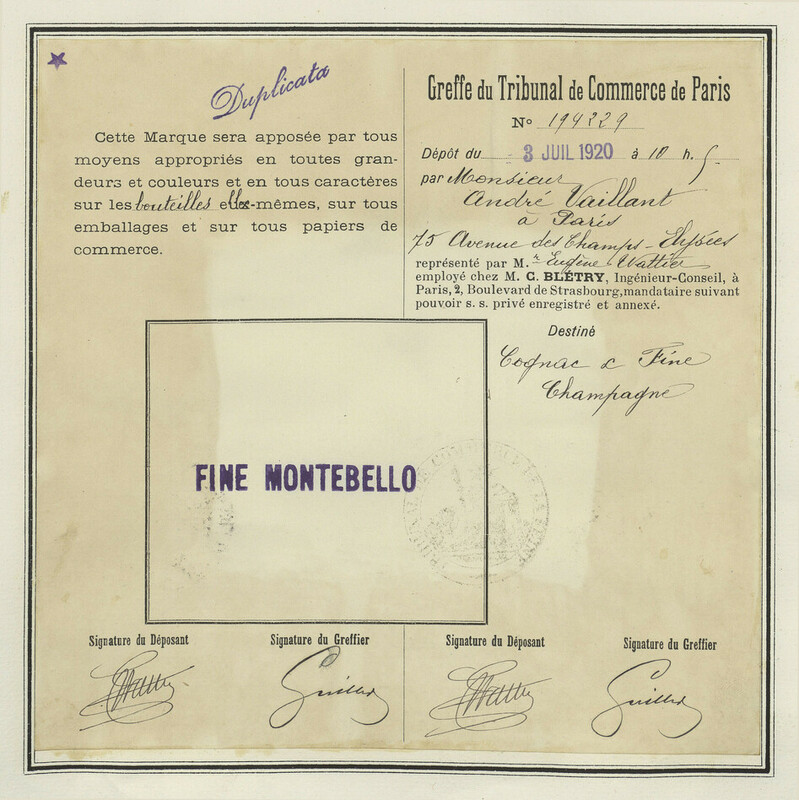 Duplicata
Cette Marque sera apposée par tous
moyens appropriés en toutes gran-
deurs et couleurs et en tous caractères
sur les bouteilles elles-mêmes, sur tous
emballages et sur tous papiers de
commerce.
Greffe du Tribunal de Commerce de Paris
N° 194229
Dépôt du 3 JUIL 1920 à 10 h.
par Monsieur
André Vaillant
à Paris
75 Avenue des Champs-Elysées
représenté par M.r Eugène Wattier
employé chez M. C. BLÉTRY, Ingénieur-Conseil, à
Paris, 2, Boulevard de Strasbourg, mandataire suivant
pouvoir s. s. privé enregistré et annexé.
Destiné
Cognac & Fine
Champagne
FINE MONTEBELLO
Signature du Déposant
Signature du Greffier
Signature du Déposant
Signature du Greffier